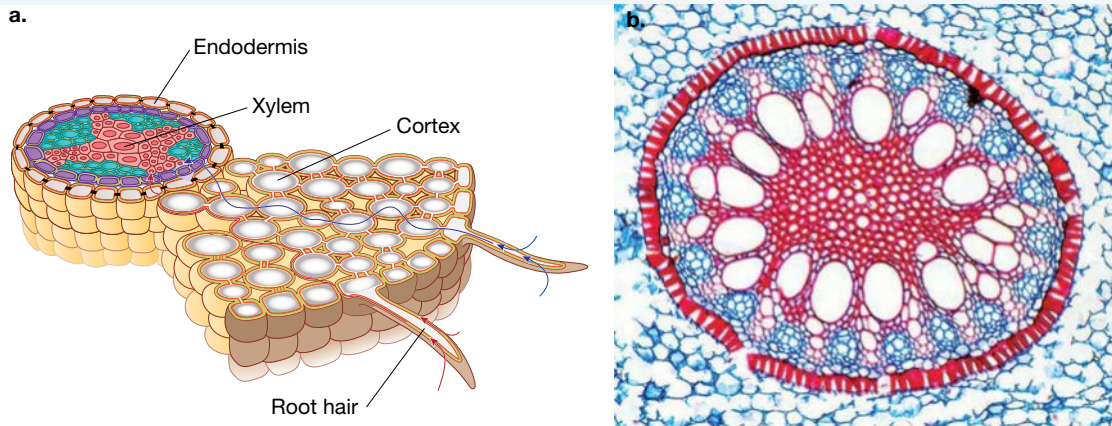 a.
b.
Endodermis
Xylem
Cortex
Root hair